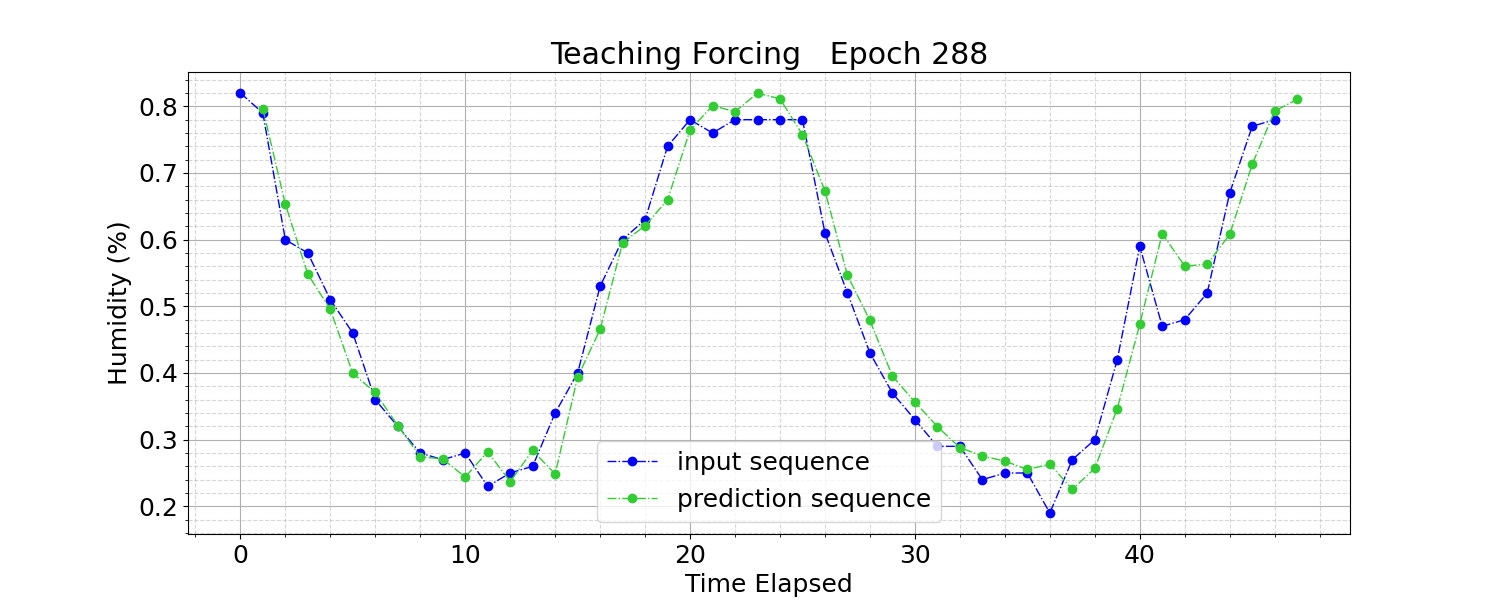 Teaching Forcing   Epoch 288
Humidity (%)
0.8
0.7
0.6
0.5
0.4
0.3
0.2
input sequence
prediction sequence
0 10 20 30 40
Time Elapsed